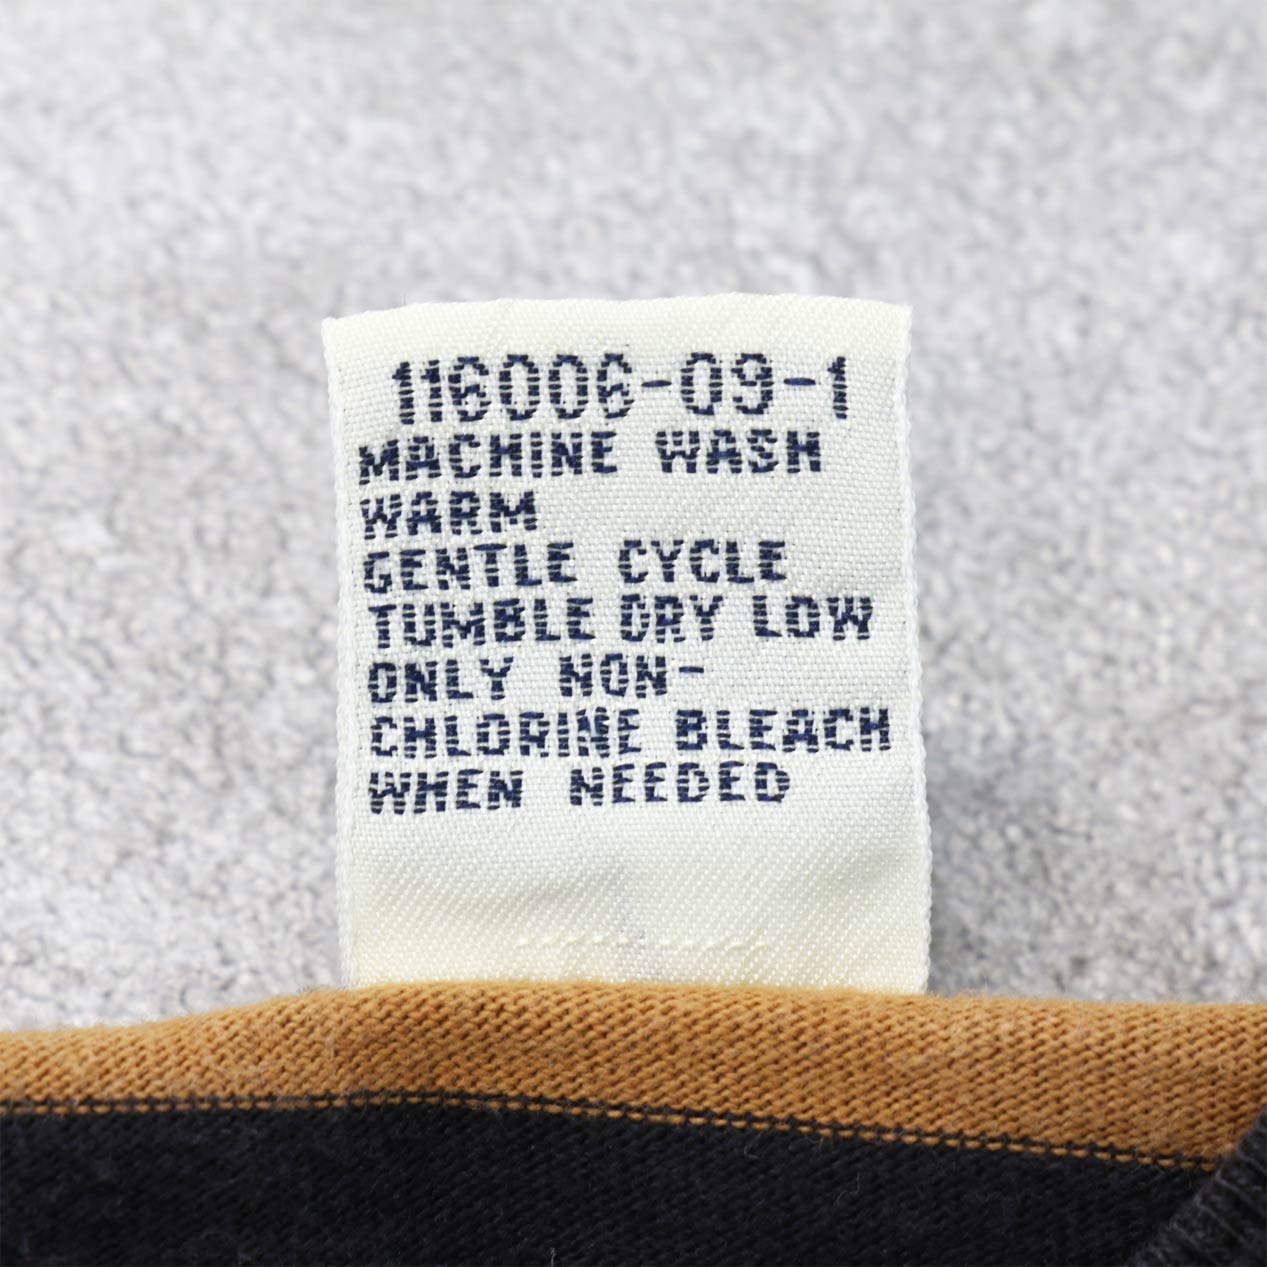 116006-09-1
MACHINE WASH
WARM
GENTLE CYCLE
TUMBLE DRY LOW
ONLY NON-
CHLORINE BLEACH
WHEN NEEDED